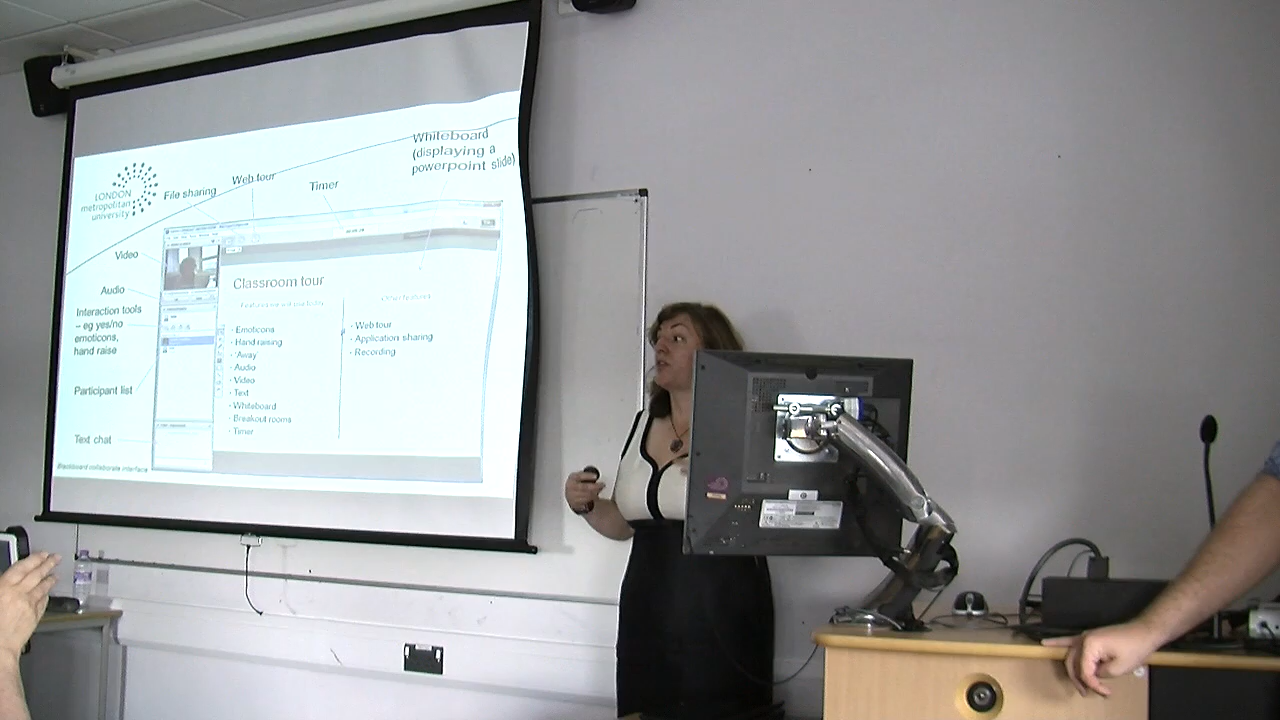 Whiteboard
(displaying a
powerpoint slide)
LONDON
metropolitan
university
File sharing
Web tour
Timer
Video
Audio
Interaction tools
– eg yes/no
emoticons,
hand raise
Participant list
Text chat
Blackboard collaborate interface
Classroom tour
· Emoticons
· Hand raising
· 'Away'
· Audio
· Video
· Text
· Whiteboard
· Breakout rooms
· Timer
· Web tour
· Application sharing
· Recording